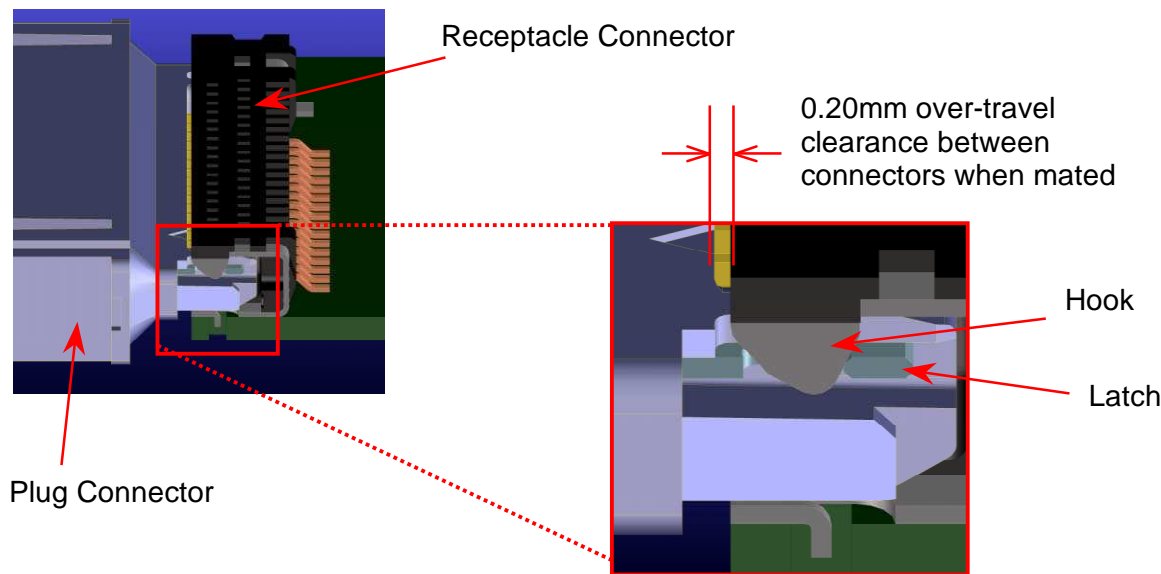 Receptacle Connector
0.20mm over-travel
clearance between
connectors when mated
Hook
Latch
Plug Connector